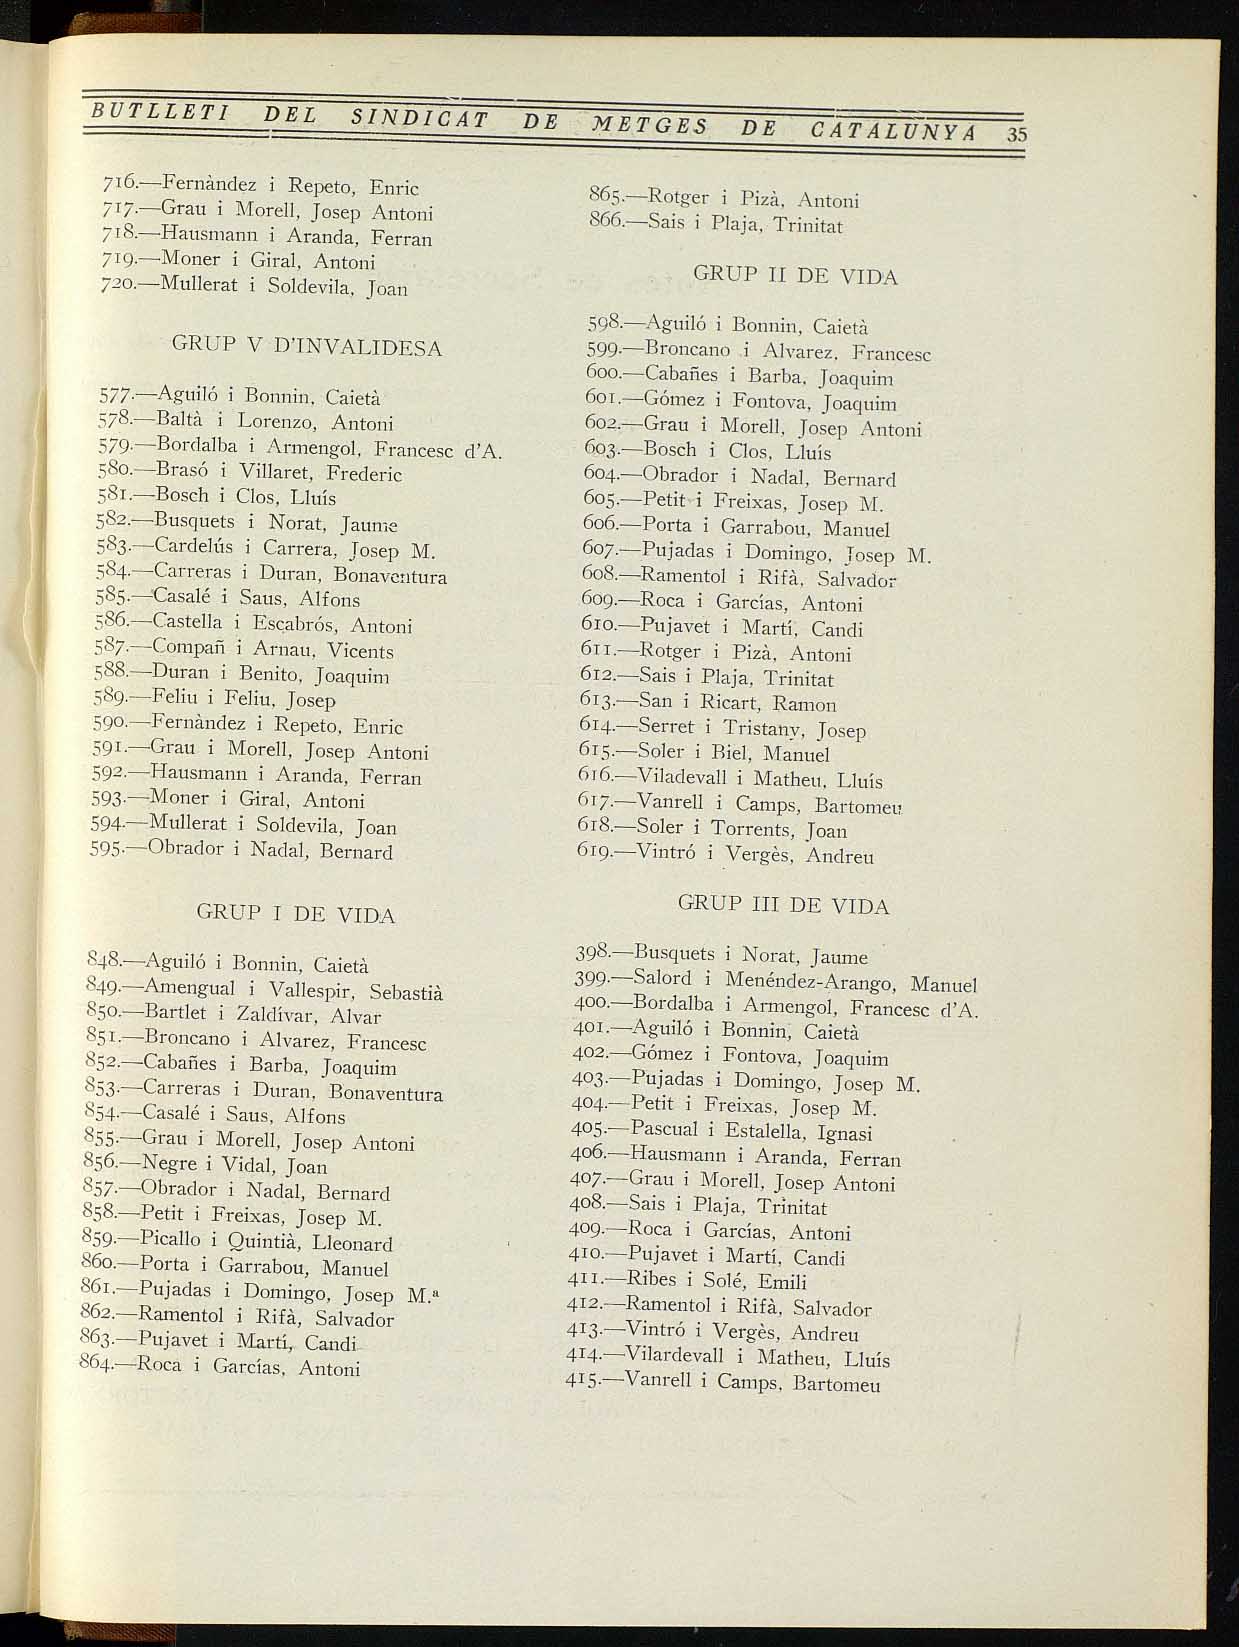 BUTLLETI DEL SINDICAT DE METGES DE CATALUNYA 35
716.—Fernàndez i Repeto, Enric
717.—Grau i Morell, Josep Antoni
718.—Hausmann i Aranda, Ferran
719.—Moner i Giral, Antoni
720.—Mullerat i Soldevila, Joan
GRUP V D'INVALIDESA
577.—Aguiló i Bonnin, Caietà
578.—Baltà i Lorenzo, Antoni
579.—Bordalba i Armengol, Francesc d'A.
580.—Brasó i Villaret, Frederic
581.—Bosch i Clos, Lluís
582.—Busquets i Norat, Jaume
583.—Cardelús i Carrera, Josep M.
584.—Carreras i Duran, Bonaventura
585.—Casalé i Saus, Alfons
586.—Castella i Escabrós, Antoni
587.—Compañ i Arnau, Vicents
588.—Duran i Benito, Joaquim
589.—Feliu i Feliu, Josep
590.—Fernàndez i Repeto, Enric
591.—Grau i Morell, Josep Antoni
592.—Hausmann i Aranda, Ferran
593.—Moner i Giral, Antoni
594.—Mullerat i Soldevila, Joan
595.—Obrador i Nadal, Bernard
GRUP I DE VIDA
848.—Aguiló i Bonnin, Caietà
849.—Amengual i Vallespir, Sebastià
850.—Bartlet i Zaldívar, Alvar
851.—Broncano i Alvarez, Francesc
852.—Cabañes i Barba, Joaquim
853.—Carreras i Duran, Bonaventura
854.—Casalé i Saus, Alfons
855.—Grau i Morell, Josep Antoni
856.—Negre i Vidal, Joan
857.—Obrador i Nadal, Bernard
858.—Petit i Freixas, Josep M.
859.—Picallo i Quintià, Lleonard
860.—Porta i Garrabou, Manuel
861.—Pujadas i Domingo, Josep M.ª
862.—Ramentol i Rifà, Salvador
863.—Pujavet i Martí, Candi
864.—Roca i Garcías, Antoni
865.—Rotger i Pizà, Antoni
866.—Sais i Plaja, Trinitat
GRUP II DE VIDA
598.—Aguiló i Bonnin, Caietà
599.—Broncano i Alvarez, Francesc
600.—Cabañes i Barba, Joaquim
601.—Gómez i Fontova, Joaquim
602.—Grau i Morell, Josep Antoni
603.—Bosch i Clos, Lluís
604.—Obrador i Nadal, Bernard
605.—Petit i Freixas, Josep M.
606.—Porta i Garrabou, Manuel
607.—Pujadas i Domingo, Josep M.
608.—Ramentol i Rifà, Salvador
609.—Roca i Garcías, Antoni
610.—Pujavet i Martí, Candi
611.—Rotger i Pizà, Antoni
612.—Sais i Plaja, Trinitat
613.—San i Ricart, Ramon
614.—Serret i Tristany, Josep
615.—Soler i Biel, Manuel
616.—Viladevall i Matheu, Lluís
617.—Vanrell i Camps, Bartomeu
618.—Soler i Torrents, Joan
619.—Vintró i Vergès, Andreu
GRUP III DE VIDA
398.—Busquets i Norat, Jaume
399.—Salord i Menéndez-Arango, Manuel
400.—Bordalba i Armengol, Francesc d'A.
401.—Aguiló i Bonnin, Caietà
402.—Gómez i Fontova, Joaquim
403.—Pujadas i Domingo, Josep M.
404.—Petit i Freixas, Josep M.
405.—Pascual i Estalella, Ignasi
406.—Hausmann i Aranda, Ferran
407.—Grau i Morell, Josep Antoni
408.—Sais i Plaja, Trinitat
409.—Roca i Garcías, Antoni
410.—Pujavet i Martí, Candi
411.—Ribes i Solé, Emili
412.—Ramentol i Rifà, Salvador
413.—Vintró i Vergès, Andreu
414.—Vilardevall i Matheu, Lluís
415.—Vanrell i Camps, Bartomeu